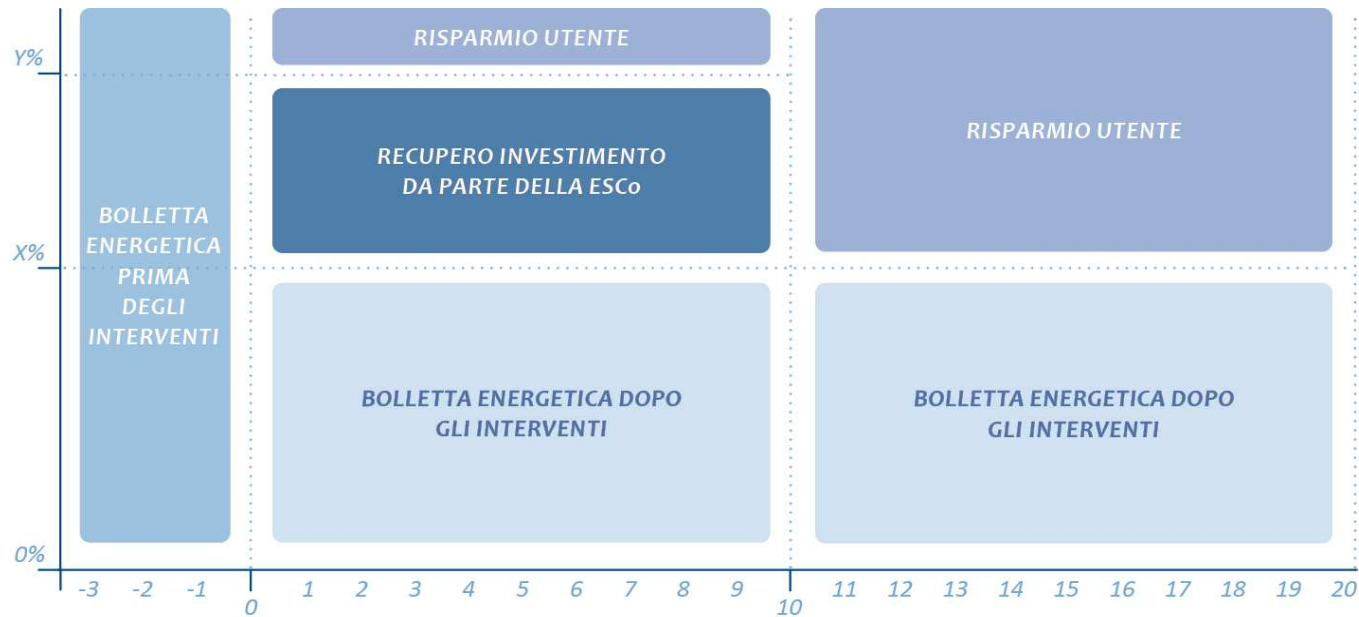 RISPARMIO UTENTE
Y%
RECUPERO INVESTIMENTO
DA PARTE DELLA ESCo
RISPARMIO UTENTE
BOLLETTA
ENERGETICA
PRIMA
DEGLI
INTERVENTI
X%
BOLLETTA ENERGETICA DOPO
GLI INTERVENTI
BOLLETTA ENERGETICA DOPO
GLI INTERVENTI
0%
-3 -2 -1 0 1 2 3 4 5 6 7 8 9 10 11 12 13 14 15 16 17 18 19 20